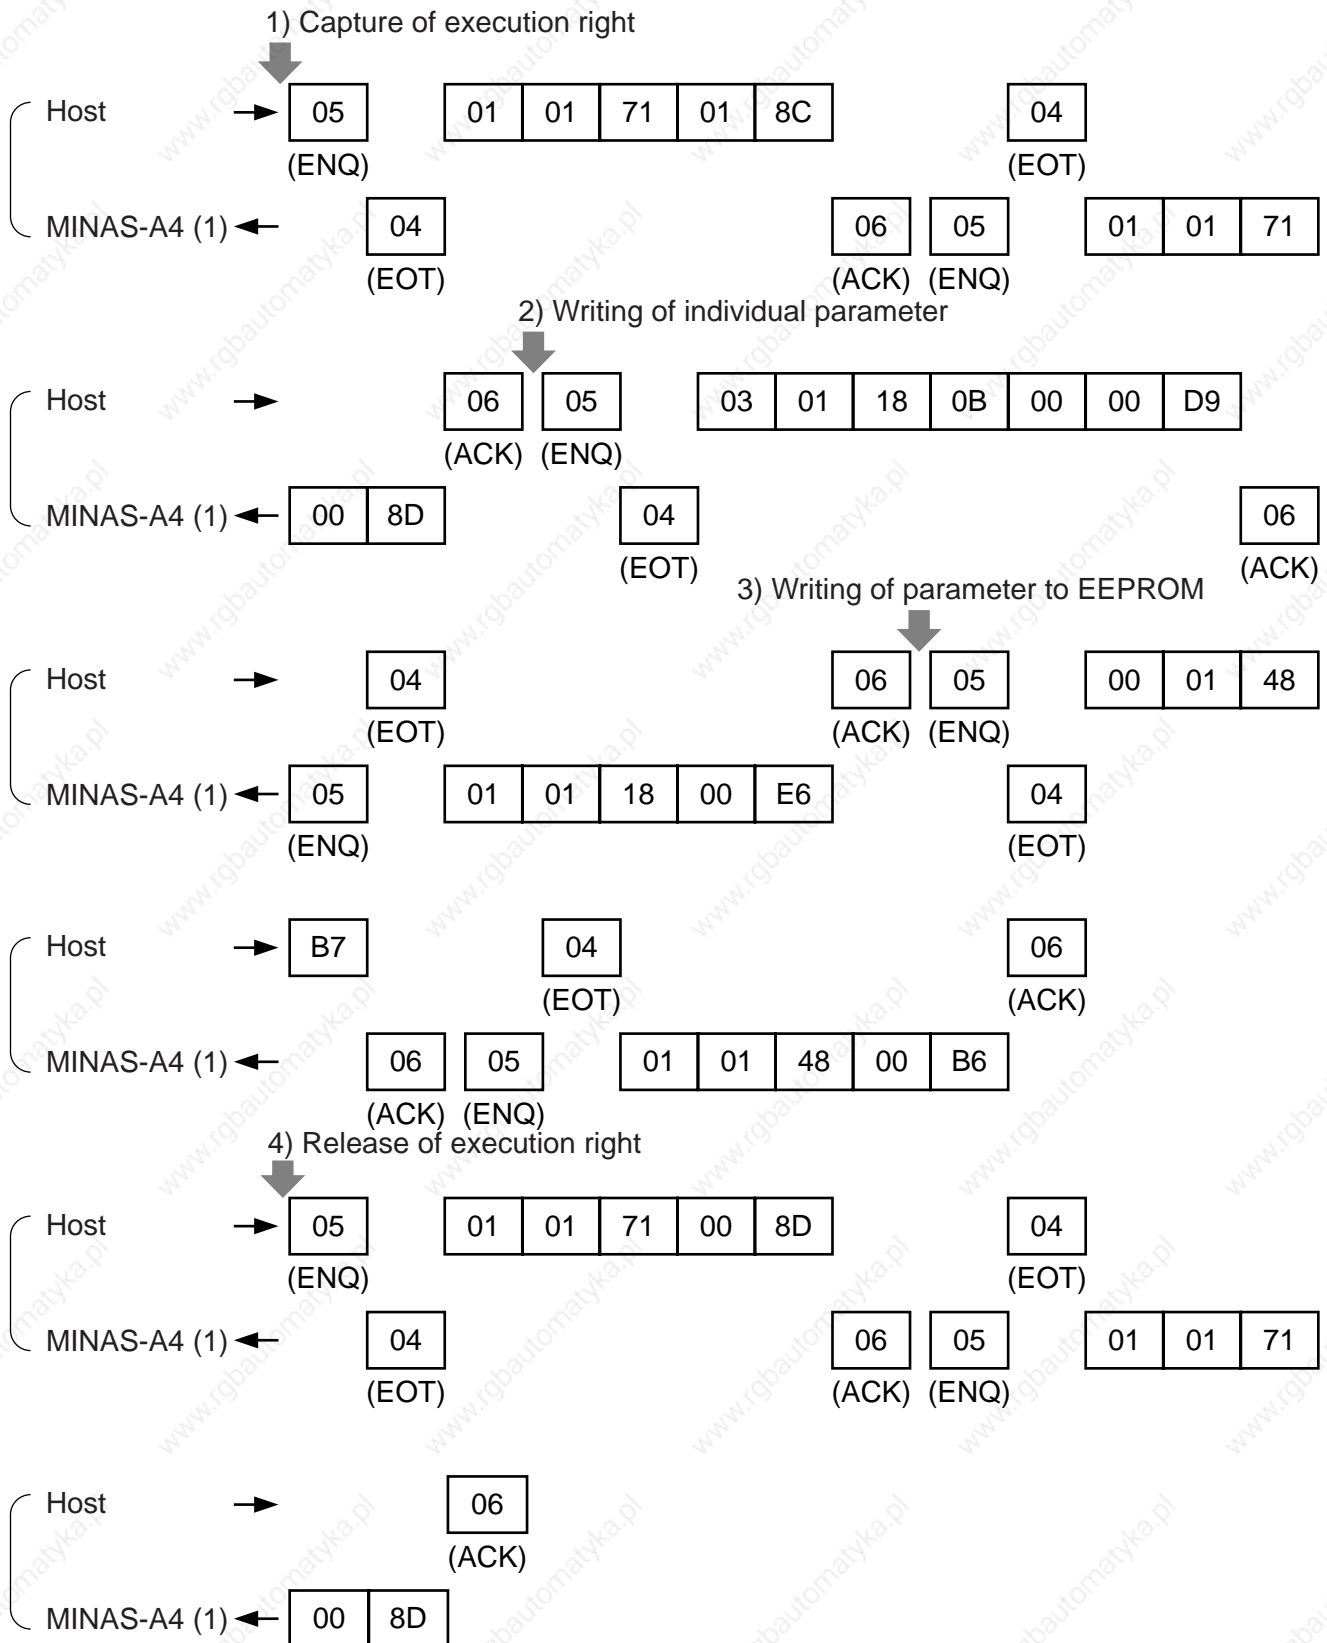 1) Capture of execution right
Host 05 01 01 71 01 8C 04
(ENQ) (EOT)
MINAS-A4 (1) 04 06 05 01 01 71
(EOT) (ACK) (ENQ)
2) Writing of individual parameter
Host 06 05 03 01 18 0B 00 00 D9
(ACK) (ENQ)
MINAS-A4 (1) 00 8D 04 06
(EOT) (ACK)
3) Writing of parameter to EEPROM
Host 04 06 05 00 01 48
(EOT) (ACK) (ENQ)
MINAS-A4 (1) 05 01 01 18 00 E6 04
(ENQ) (EOT)
Host B7 04 06
(EOT) (ACK)
MINAS-A4 (1) 06 05 01 01 48 00 B6
(ACK) (ENQ)
4) Release of execution right
Host 05 01 01 71 00 8D 04
(ENQ) (EOT)
MINAS-A4 (1) 04 06 05 01 01 71
(EOT) (ACK) (ENQ)
Host 06
(ACK)
MINAS-A4 (1) 00 8D
www.rgbautomatyka.pl